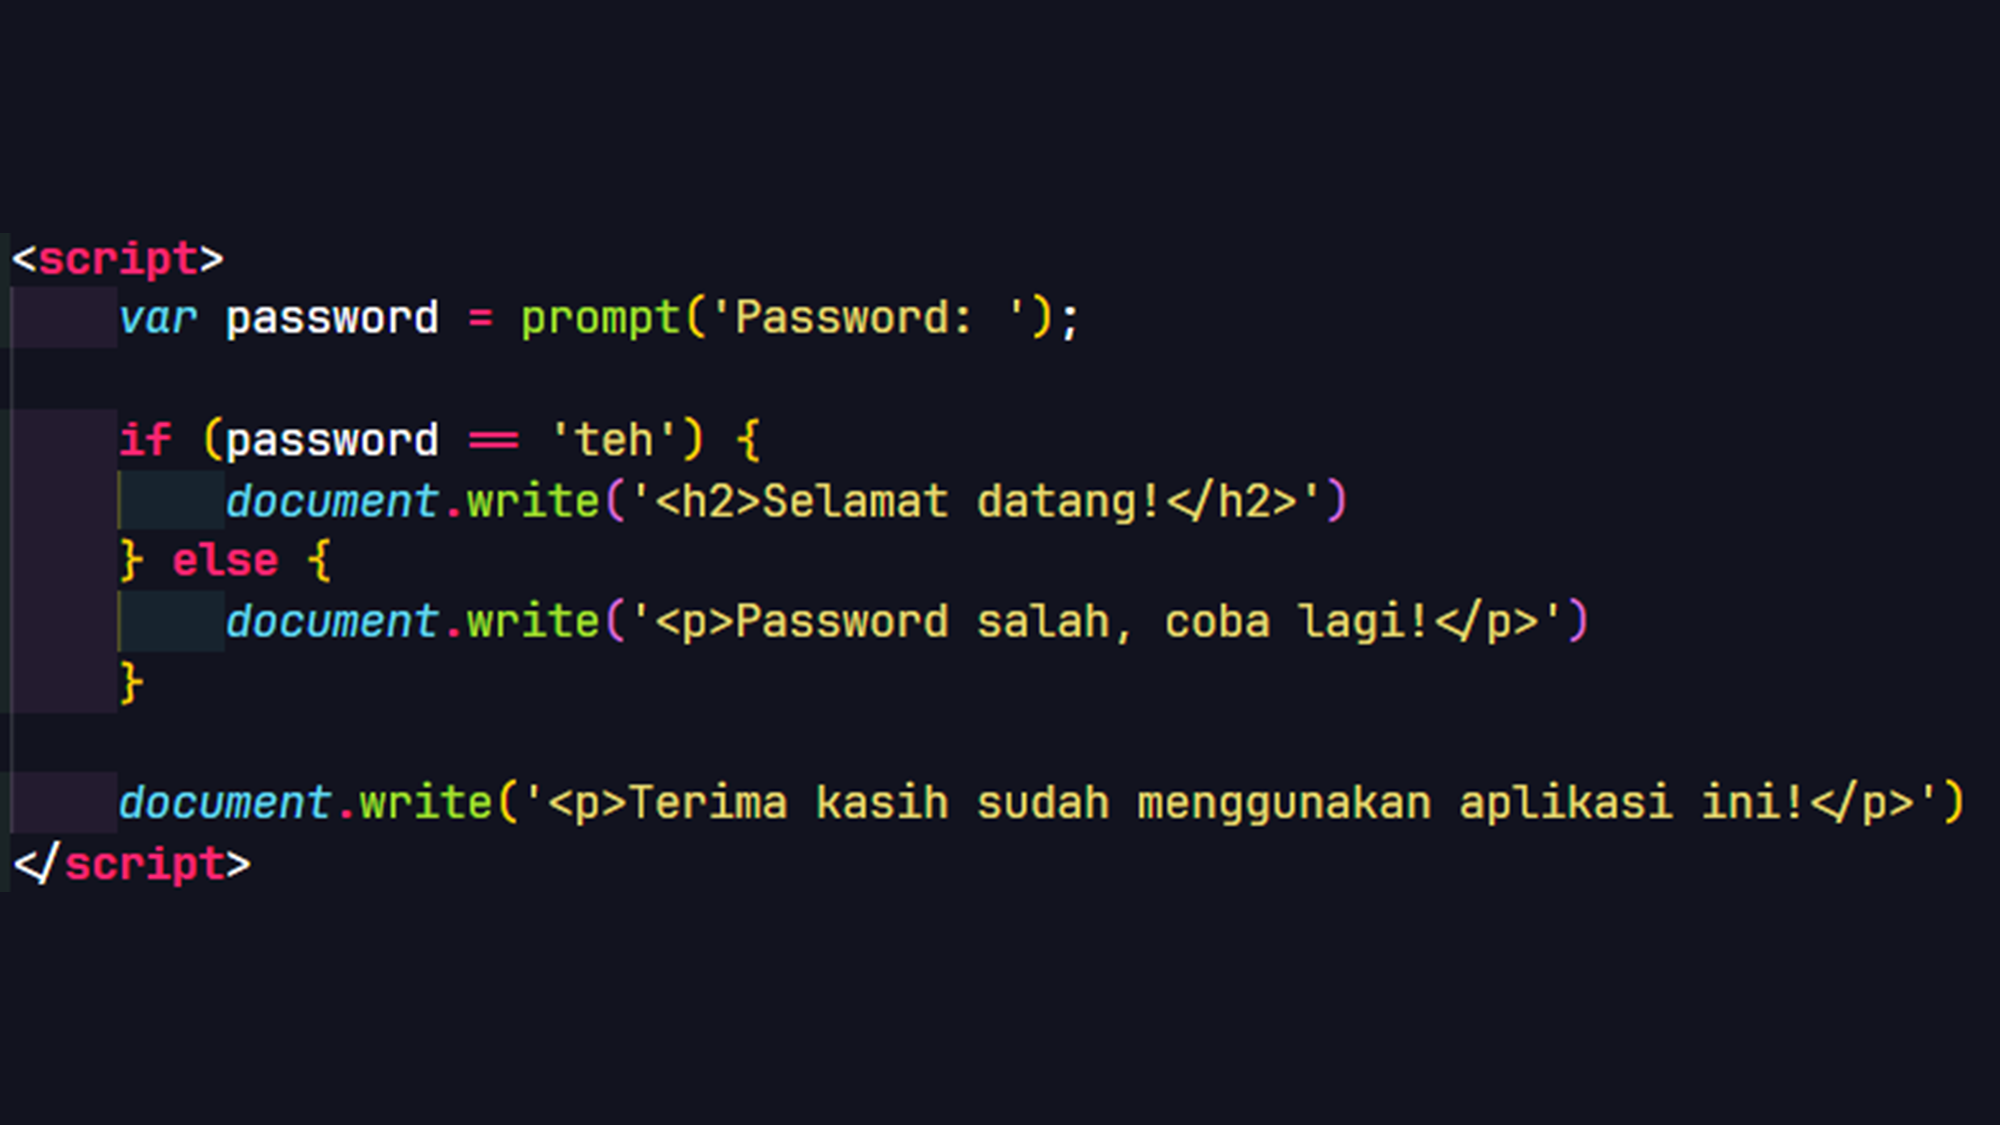 <script>
var password = prompt('Password: ');
if (password == 'teh') {
document.write('<h2>Selamat datang!</h2>')
} else {
document.write('<p>Password salah, coba lagi!</p>')
}
document.write('<p>Terima kasih sudah menggunakan aplikasi ini!</p>')
</script>